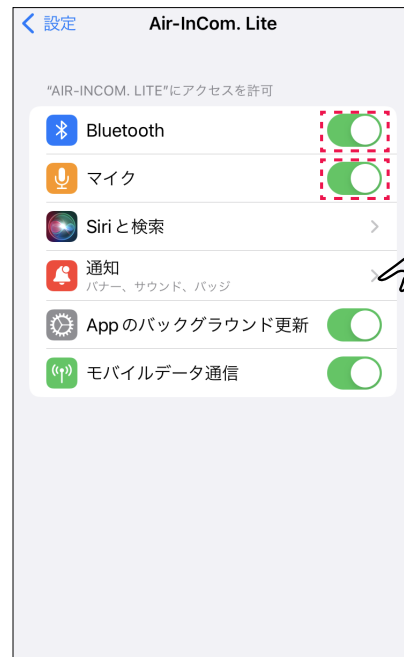 設定
Air-InCom. Lite
“AIR-INCOM. LITE”にアクセスを許可
Bluetooth
マイク
Siriと検索
通知
バナー、サウンド、バッジ
Appのバックグラウンド更新
モバイルデータ通信